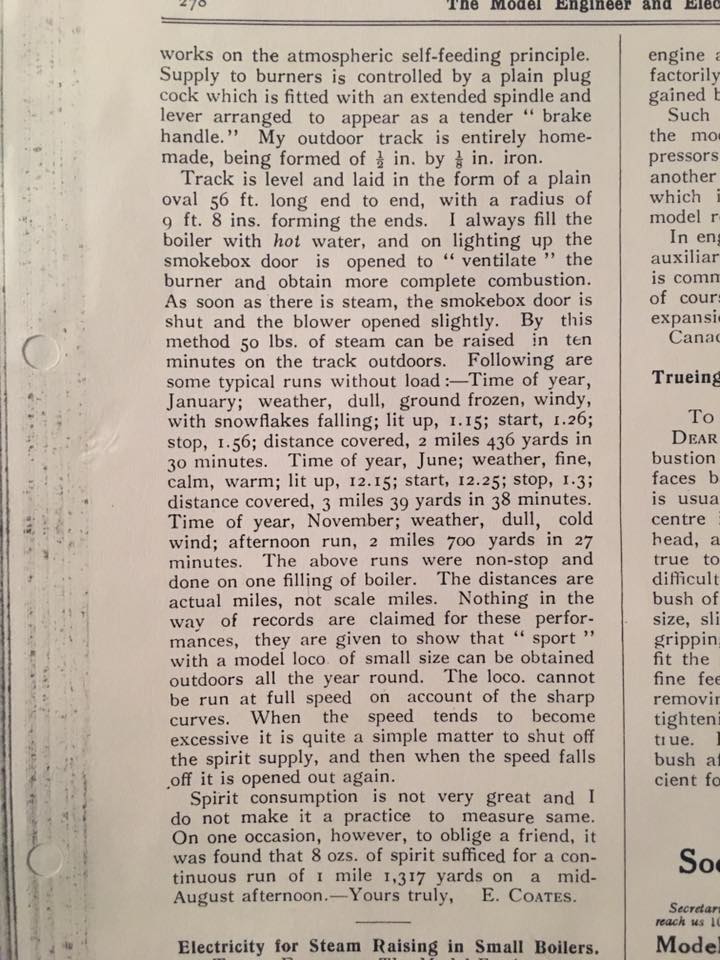 278
The Model Engineer and Elec
works on the atmospheric self-feeding principle.
Supply to burners is controlled by a plain plug
cock which is fitted with an extended spindle and
lever arranged to appear as a tender “ brake
handle.” My outdoor track is entirely home-
made, being formed of ½ in. by ⅛ in. iron.
Track is level and laid in the form of a plain
oval 56 ft. long end to end, with a radius of
9 ft. 8 ins. forming the ends. I always fill the
boiler with hot water, and on lighting up the
smokebox door is opened to “ ventilate ” the
burner and obtain more complete combustion.
As soon as there is steam, the smokebox door is
shut and the blower opened slightly. By this
method 50 lbs. of steam can be raised in ten
minutes on the track outdoors. Following are
some typical runs without load :—Time of year,
January; weather, dull, ground frozen, windy,
with snowflakes falling; lit up, 1.15; start, 1.26;
stop, 1.56; distance covered, 2 miles 436 yards in
30 minutes. Time of year, June; weather, fine,
calm, warm; lit up, 12.15; start, 12.25; stop, 1.3;
distance covered, 3 miles 39 yards in 38 minutes.
Time of year, November; weather, dull, cold
wind; afternoon run, 2 miles 700 yards in 27
minutes. The above runs were non-stop and
done on one filling of boiler. The distances are
actual miles, not scale miles. Nothing in the
way of records are claimed for these perfor-
mances, they are given to show that “ sport ”
with a model loco of small size can be obtained
outdoors all the year round. The loco. cannot
be run at full speed on account of the sharp
curves. When the speed tends to become
excessive it is quite a simple matter to shut off
the spirit supply, and then when the speed falls
off it is opened out again.
Spirit consumption is not very great and I
do not make it a practice to measure same.
On one occasion, however, to oblige a friend, it
was found that 8 ozs. of spirit sufficed for a con-
tinuous run of 1 mile 1,317 yards on a mid-
August afternoon.—Yours truly, E. COATES.
Electricity for Steam Raising in Small Boilers.
engine a
factorily
gained b
Such
the mo
pressors
another
which i
model r
In eng
auxiliar
is comm
of cours
expansi
Canad
Trueing
To
DEAR
bustion
faces b
is usua
centre
head, a
true to
difficult
bush of
size, sli
gripping
fit the
fine fee
removin
tighteni
true.
bush af
cient fo
Soc
Secretar
reach us 10
Model